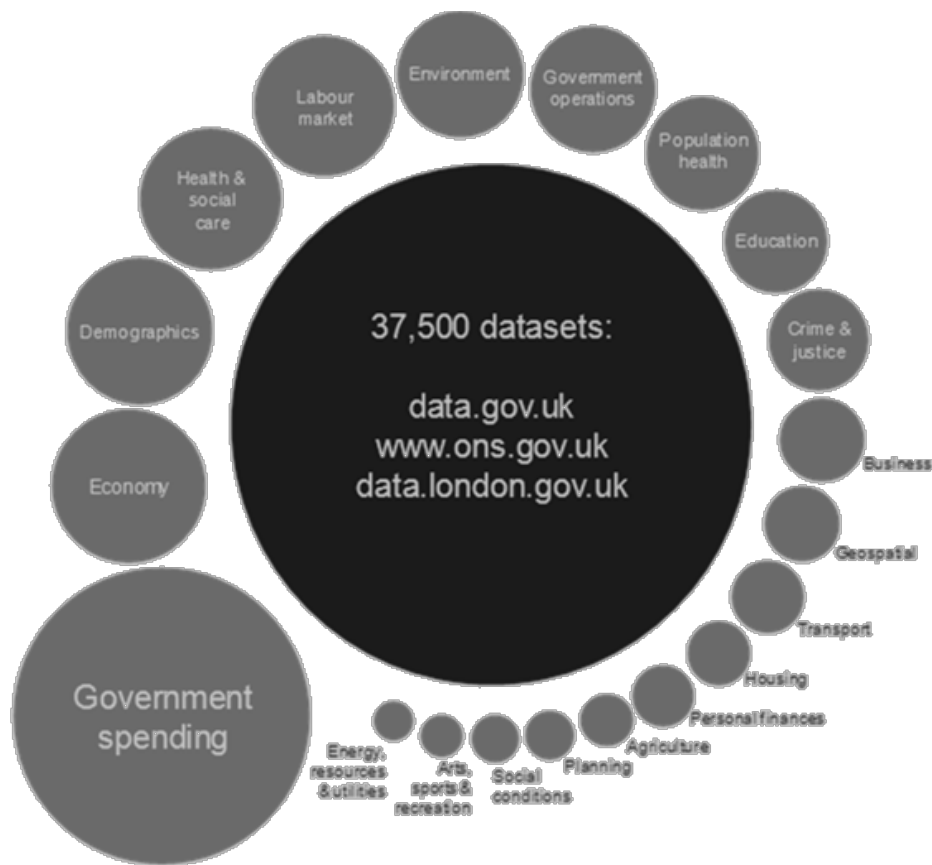 Environment
Government
operations
Labour
market
Population
health
Health &
social
care
Education
Demographics
37,500 datasets:
Crime &
justice
data.gov.uk
www.ons.gov.uk
data.london.gov.uk
Business
Economy
Geospatial
Transport
Housing
Government
spending
Personal finances
Agriculture
Planning
Social
conditions
Arts,
sports &
recreation
Energy,
resources
& utilities